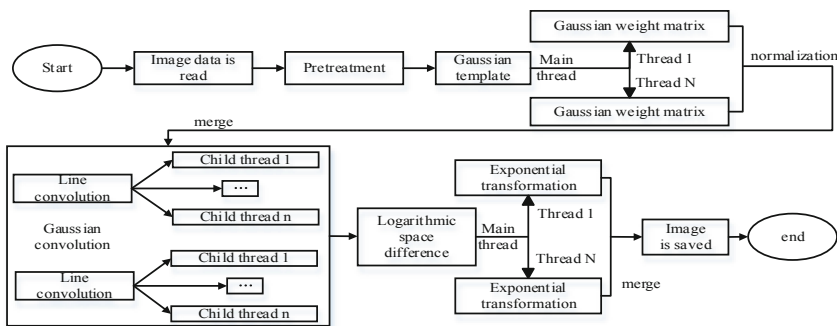 Start
Image data is
read
Pretreatment
Gaussian
template
Main
thread
Gaussian weight matrix
Thread 1
Thread N
Gaussian weight matrix
normalization
merge
Line
convolution
Child thread 1
...
Child thread n
Gaussian
convolution
Line
convolution
Child thread 1
...
Child thread n
Logarithmic
space
difference
Main
thread
Exponential
transformation
Thread 1
Thread N
Exponential
transformation
merge
Image
is saved
end